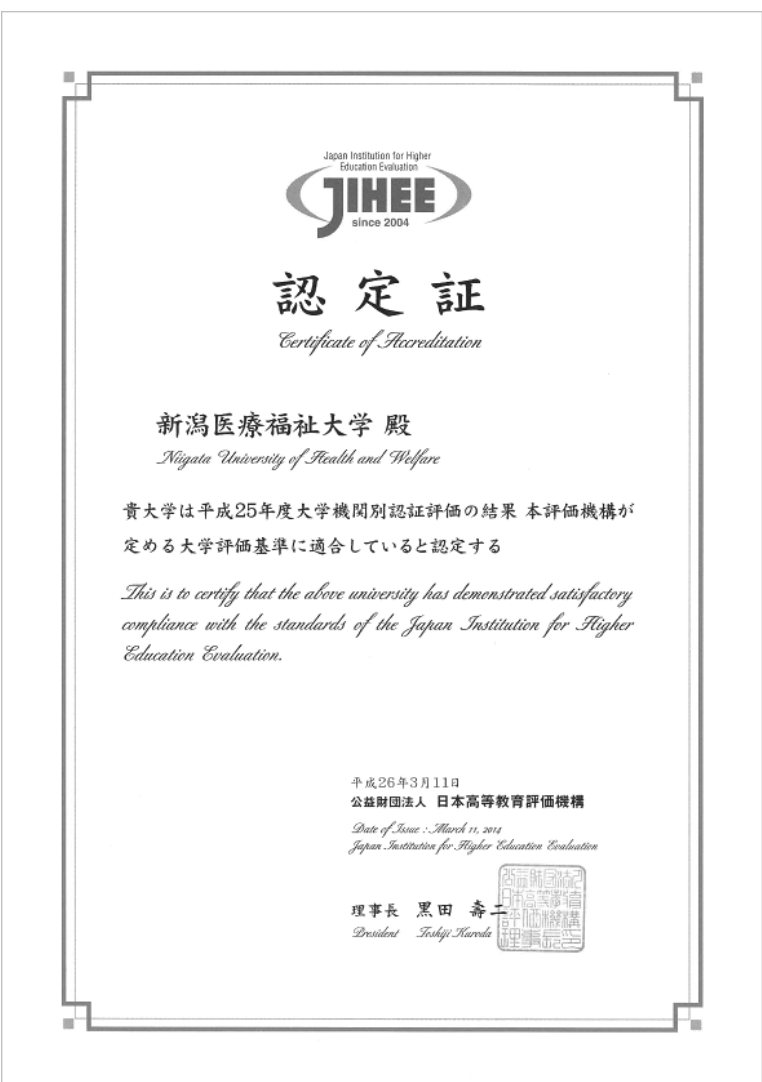 Japan Institution for Higher
Education Evaluation
JIHEE
since 2004
認定証
Certificate of Accreditation
新潟医療福祉大学 殿
Niigata University of Health and Welfare
貴大学は平成25年度大学機関別認証評価の結果 本評価機構が
定める大学評価基準に適合していると認定する
This is to certify that the above university has demonstrated satisfactory
compliance with the standards of the Japan Institution for Higher
Education Evaluation.
平成26年3月11日
公益財団法人 日本高等教育評価機構
Date of Issue : March 11, 2014
Japan Institution for Higher Education Evaluation
理事長 黒田 壽二
President Toshiji Kuroda